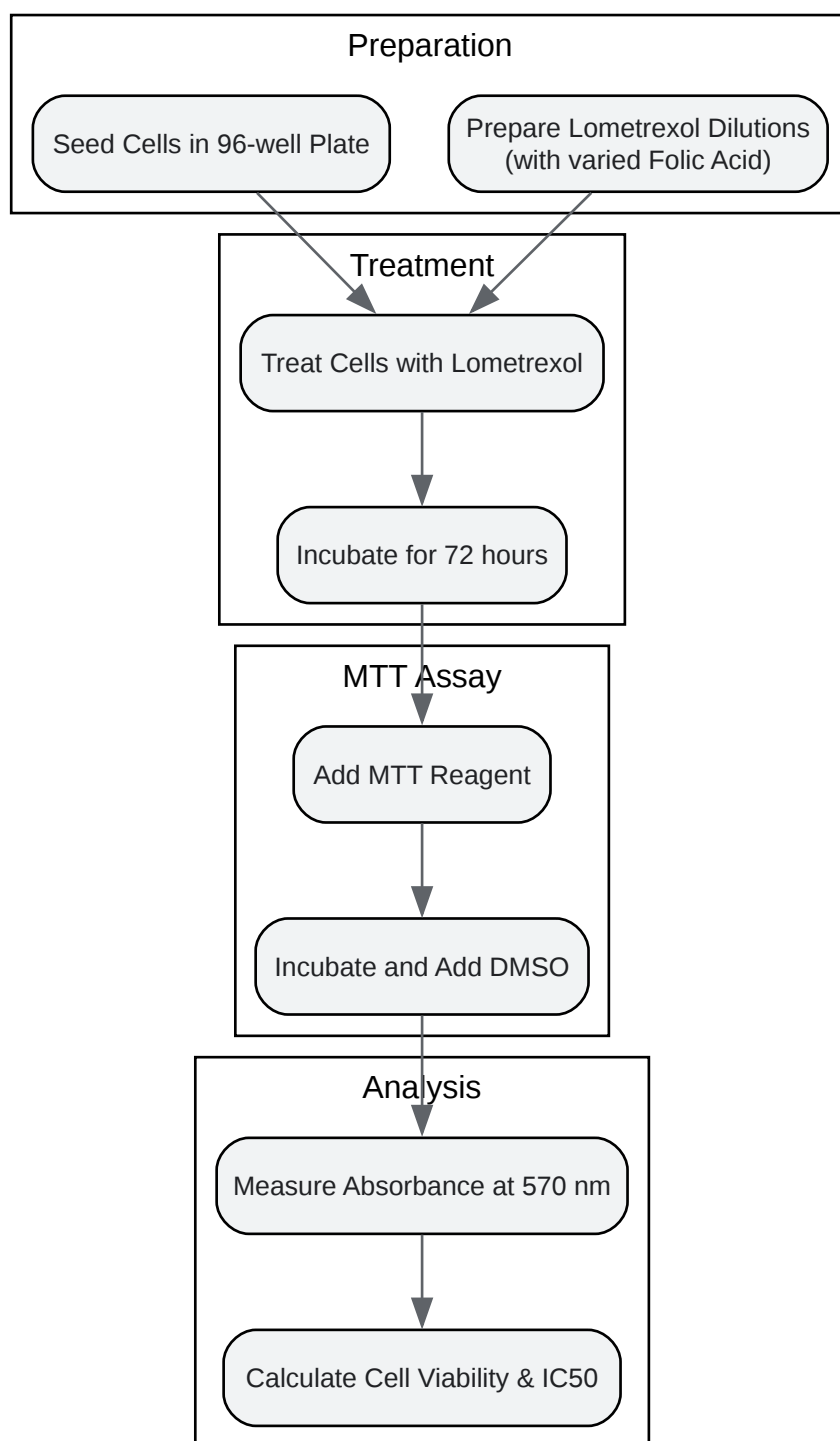 Preparation
Seed Cells in 96-well Plate
Prepare Lometrexol Dilutions
(with varied Folic Acid)
Treatment
Treat Cells with Lometrexol
Incubate for 72 hours
MTT Assay
Add MTT Reagent
Incubate and Add DMSO
Analysis
Measure Absorbance at 570 nm
Calculate Cell Viability & IC50